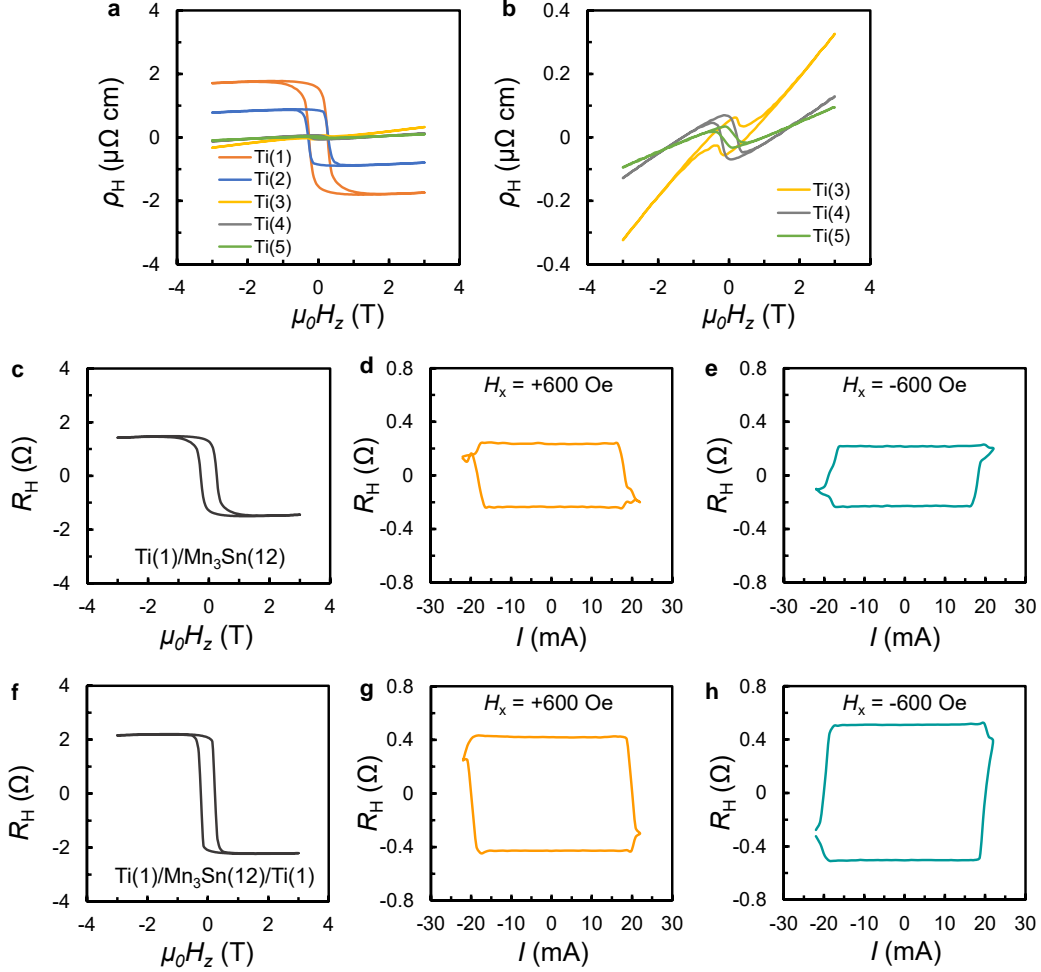 a
4
2
0
-2
-4
ρH (μΩ cm)
Ti(1)
Ti(2)
Ti(3)
Ti(4)
Ti(5)
-4 -2 0 2 4
μ0Hz (T)
b
0.4
0.2
0
-0.2
-0.4
ρH (μΩ cm)
Ti(3)
Ti(4)
Ti(5)
-4 -2 0 2 4
μ0Hz (T)
c
4
2
0
-2
-4
RH (Ω)
Ti(1)/Mn3Sn(12)
-4 -2 0 2 4
μ0Hz (T)
d
Hx = +600 Oe
0.8
0.4
0
-0.4
-0.8
RH (Ω)
-30 -20 -10 0 10 20 30
I (mA)
e
Hx = -600 Oe
0.8
0.4
0
-0.4
-0.8
RH (Ω)
-30 -20 -10 0 10 20 30
I (mA)
f
4
2
0
-2
-4
RH (Ω)
Ti(1)/Mn3Sn(12)/Ti(1)
-4 -2 0 2 4
μ0Hz (T)
g
Hx = +600 Oe
0.8
0.4
0
-0.4
-0.8
RH (Ω)
-30 -20 -10 0 10 20 30
I (mA)
h
Hx = -600 Oe
0.8
0.4
0
-0.4
-0.8
RH (Ω)
-30 -20 -10 0 10 20 30
I (mA)